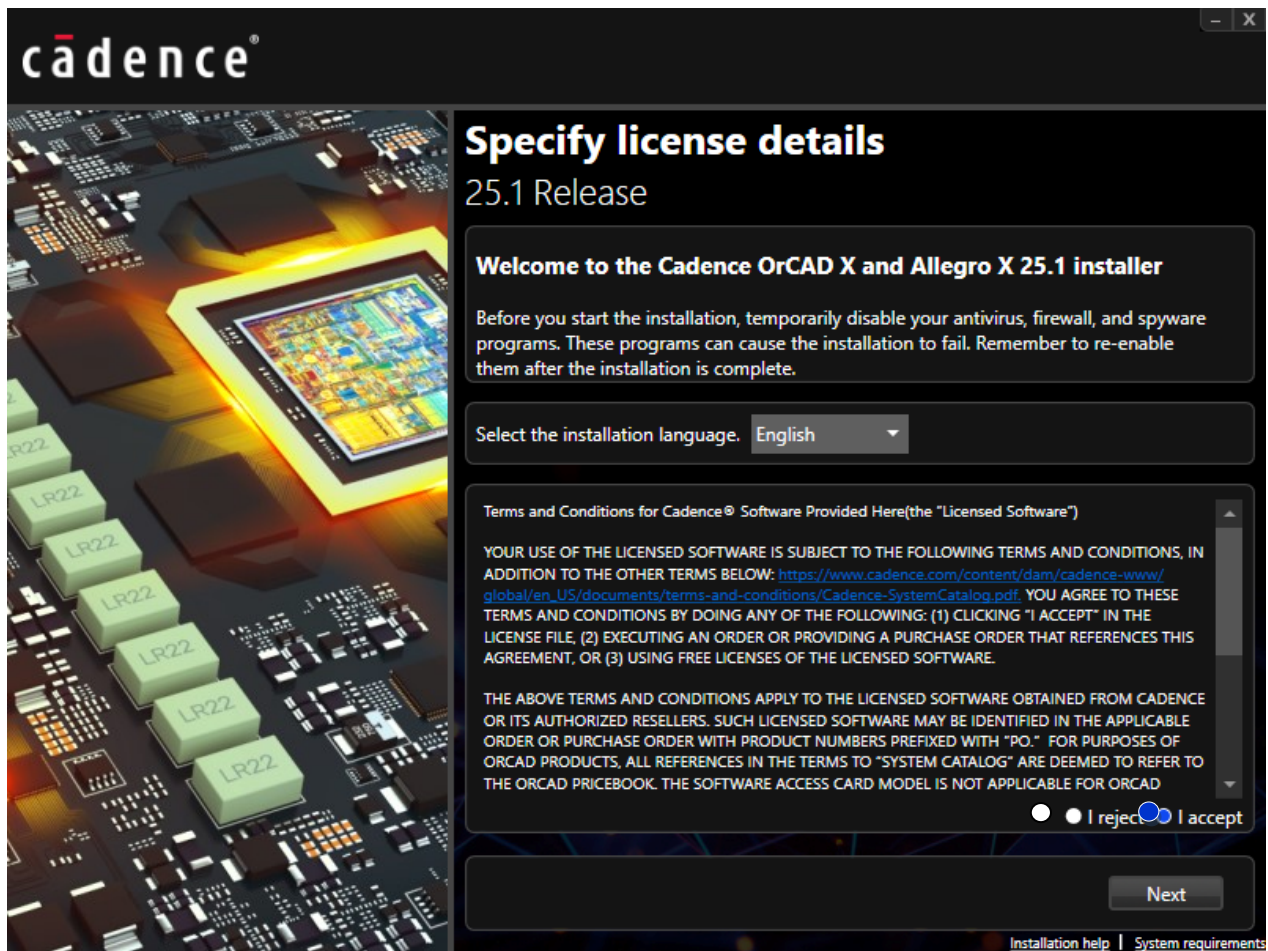 – X
cādence®
Specify license details
25.1 Release
Welcome to the Cadence OrCAD X and Allegro X 25.1 installer
Before you start the installation, temporarily disable your antivirus, firewall, and spyware
programs. These programs can cause the installation to fail. Remember to re-enable
them after the installation is complete.
Select the installation language. English
Terms and Conditions for Cadence® Software Provided Here(the "Licensed Software")
YOUR USE OF THE LICENSED SOFTWARE IS SUBJECT TO THE FOLLOWING TERMS AND CONDITIONS, IN
ADDITION TO THE OTHER TERMS BELOW: https://www.cadence.com/content/dam/cadence-www/
global/en_US/documents/terms-and-conditions/Cadence-SystemCatalog.pdf. YOU AGREE TO THESE
TERMS AND CONDITIONS BY DOING ANY OF THE FOLLOWING: (1) CLICKING "I ACCEPT" IN THE
LICENSE FILE, (2) EXECUTING AN ORDER OR PROVIDING A PURCHASE ORDER THAT REFERENCES THIS
AGREEMENT, OR (3) USING FREE LICENSES OF THE LICENSED SOFTWARE.
THE ABOVE TERMS AND CONDITIONS APPLY TO THE LICENSED SOFTWARE OBTAINED FROM CADENCE
OR ITS AUTHORIZED RESELLERS. SUCH LICENSED SOFTWARE MAY BE IDENTIFIED IN THE APPLICABLE
ORDER OR PURCHASE ORDER WITH PRODUCT NUMBERS PREFIXED WITH "PO." FOR PURPOSES OF
ORCAD PRODUCTS, ALL REFERENCES IN THE TERMS TO "SYSTEM CATALOG" ARE DEEMED TO REFER TO
THE ORCAD PRICEBOOK. THE SOFTWARE ACCESS CARD MODEL IS NOT APPLICABLE FOR ORCAD
I reject I accept
Next
Installation help | System requirements
LR22
LR22
LR22
LR22
LR22
LR22
LR22